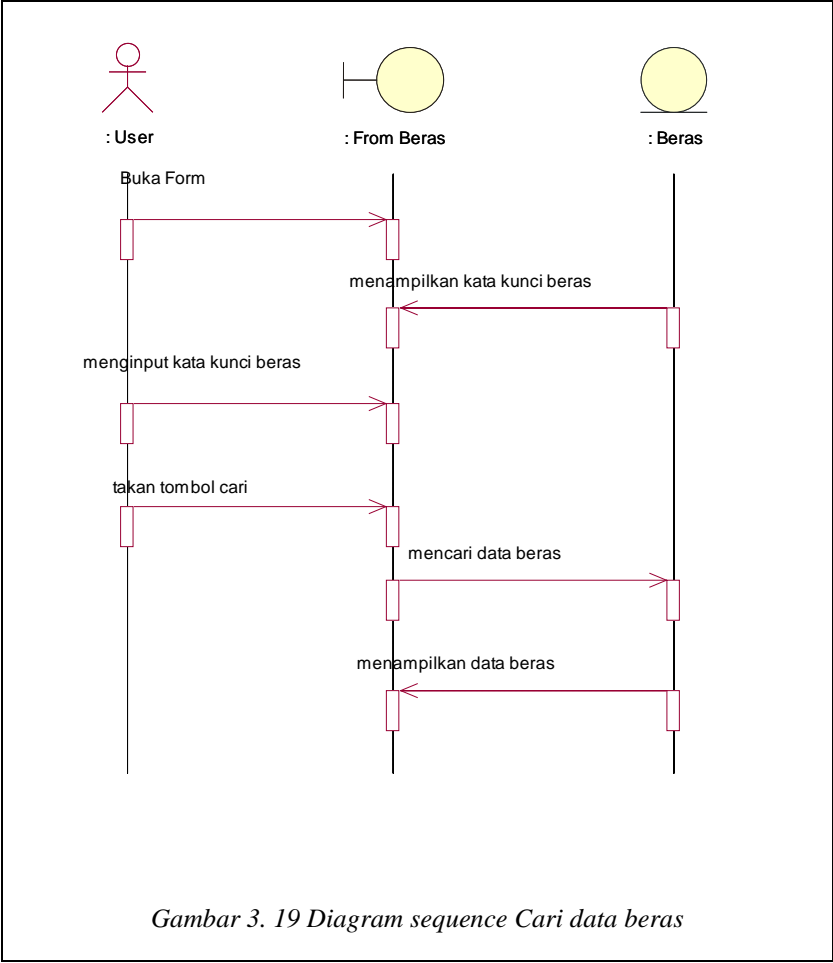 : User
: From Beras
: Beras
Buka Form
menampilkan kata kunci beras
menginput kata kunci beras
takan tombol cari
mencari data beras
menampilkan data beras
Gambar 3. 19 Diagram sequence Cari data beras